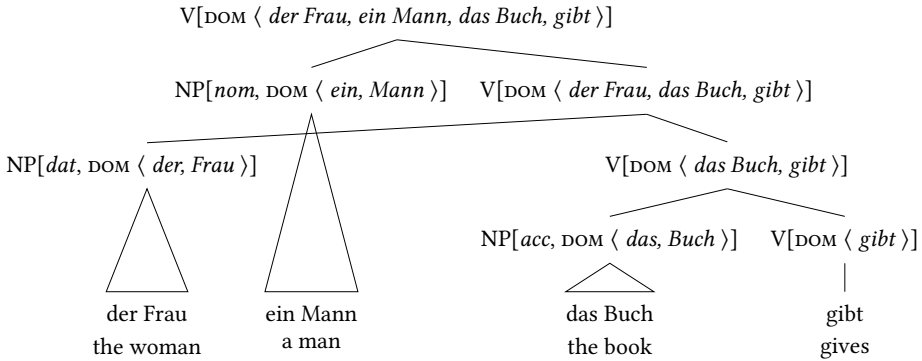 V[DOM ⟨ der Frau, ein Mann, das Buch, gibt ⟩]
NP[nom, DOM ⟨ ein, Mann ⟩] V[DOM ⟨ der Frau, das Buch, gibt ⟩]
NP[dat, DOM ⟨ der, Frau ⟩] V[DOM ⟨ das Buch, gibt ⟩]
NP[acc, DOM ⟨ das, Buch ⟩] V[DOM ⟨ gibt ⟩]
der Frau ein Mann das Buch gibt
the woman a man the book gives